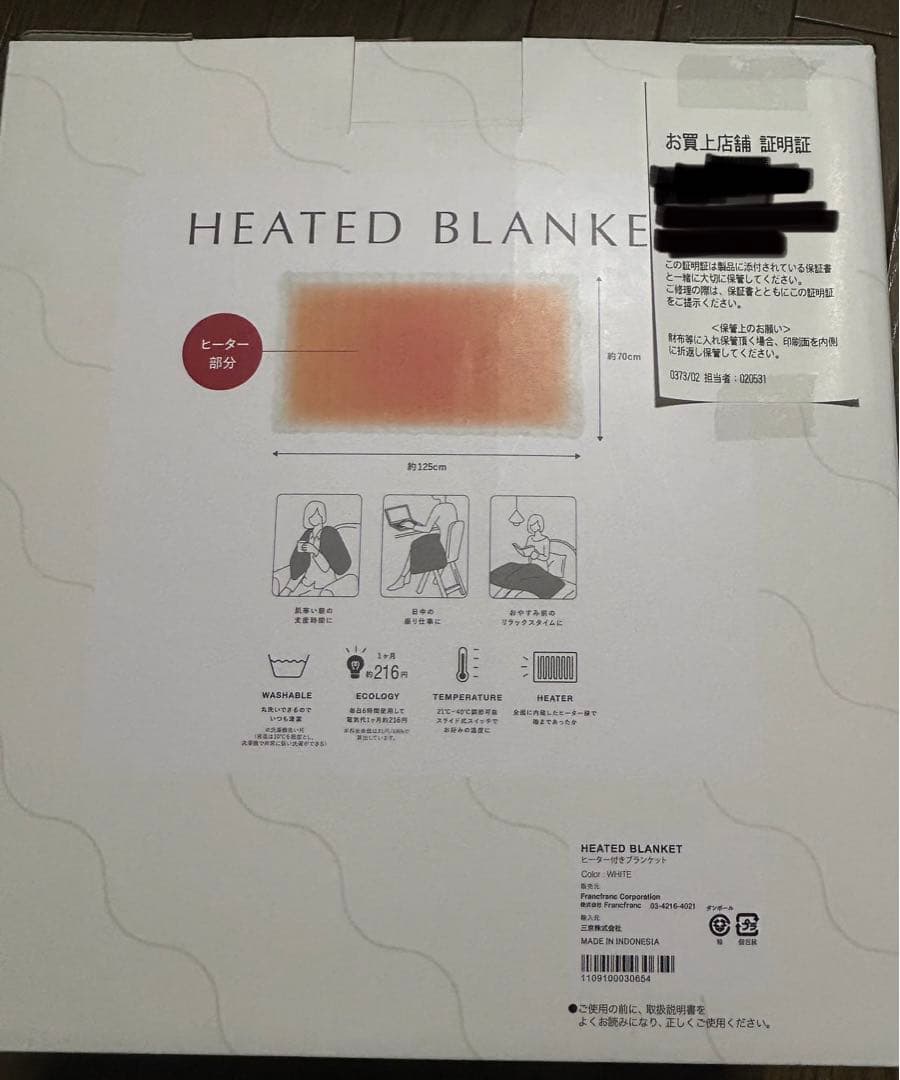 お買上店舗 証明証
この証明証は製品に添付されている保証書
と一緒に大切に保管してください。
ご修理の際は、保証書とともにこの証明証
をご提示ください。
<保管上のお願い>
財布等に入れ保管頂く場合、印刷面を内側
に折返し保管してください。
0373/02 担当者：020531
HEATED BLANKE
ヒーター
部分
約70cm
約125cm
肌寒い朝の
支度時間に
日中の
座り仕事に
おやすみ前の
リラックスタイムに
1ヶ月
約216円
WASHABLE
丸洗いできるので
いつも清潔
ECOLOGY
毎日6時間使用して
電気代1ヶ月約216円
TEMPERATURE
21℃–40℃調節可能
スライド式スイッチで
お好みの温度に
HEATER
全面に内蔵したヒーター線で
端まであったか
HEATED BLANKET
ヒーター付きブランケット
Color : WHITE
販売元
Francfranc Corporation
株式会社 Francfranc 03-4216-4021
輸入元
三京株式会社
MADE IN INDONESIA
ダンボール
箱
プラ
個包装
1109100030654
●ご使用の前に、取扱説明書を
よくお読みになり、正しくご使用ください。